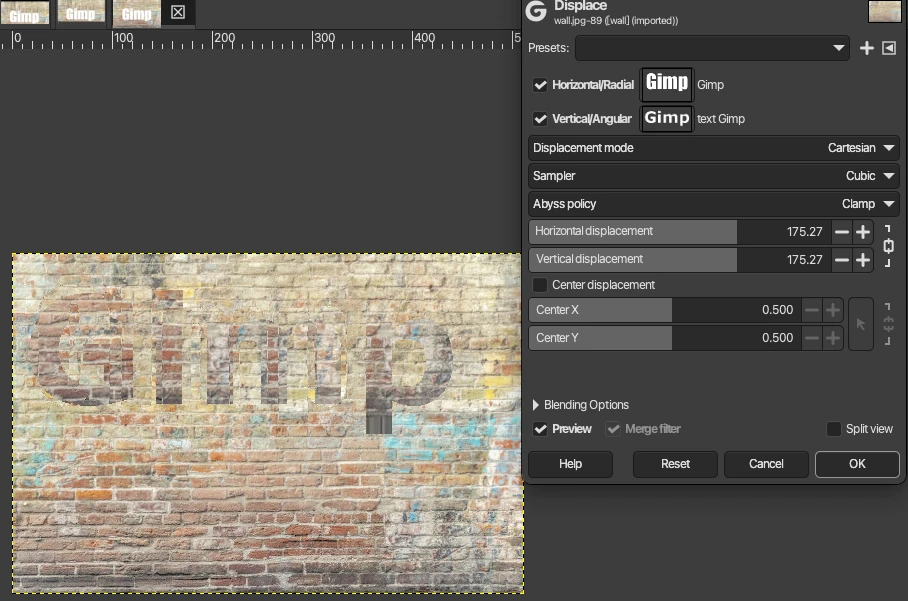 Gimp Gimp Gimp
0 100 200 300 400 5
G Displace
wall.jpg-89 ([wall] (imported))
Presets:
Horizontal/Radial Gimp Gimp
Vertical/Angular Gimp text Gimp
Displacement mode Cartesian
Sampler Cubic
Abyss policy Clamp
Horizontal displacement 175.27
Vertical displacement 175.27
Center displacement
Center X 0.500
Center Y 0.500
Gimp
Blending Options
Preview Merge filter Split view
Help Reset Cancel OK